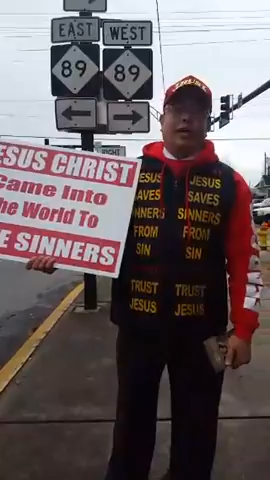 EAST
WEST
89
89
ESUS CHRIST
Came Into
he World To
E SINNERS
JESUS
SAVES
SINNERS
FROM
SIN
TRUST
JESUS
JESUS
SAVES
SINNERS
FROM
SIN
TRUST
JESUS